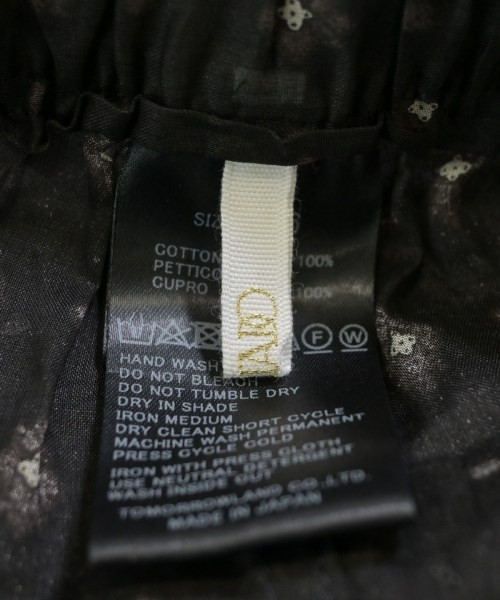 SIZ
COTTON 100%
PETTICO
CUPRO 100%
F W
HAND WASH
DO NOT BLEACH
DO NOT TUMBLE DRY
DRY IN SHADE
IRON MEDIUM
DRY CLEAN SHORT CYCLE
MACHINE WASH PERMANENT
PRESS CYCLE COLD
IRON WITH PRESS CLOTH
USE NEUTRAL DETERGENT
WASH INSIDE OUT
TOMORROWLAND CO.,LTD.
MADE IN JAPAN